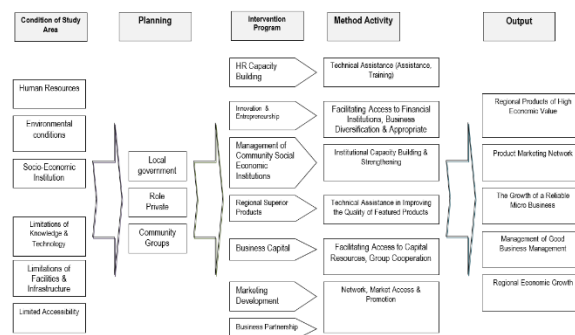 Condition of Study
Area
Planning
Intervention
Program
Method Activity
Output
Human Resources
Environmental
conditions
Socio-Economic
Institution
Limitations of
Knowledge & Technology
Limitations of
Facilities &
Infrastructure
Limited Accessibility
Local
government
Role
Private
Community
Groups
HR Capacity
Building
Innovation &
Entrepreneurship
Management of
Community Social
Economic
Institutions
Regional Superior
Products
Business Capital
Marketing
Development
Business Partnership
Technical Assistance (Assistance,
Training)
Facilitating Access to Financial
Institutions, Business
Diversification & Appropriate
Institutional Capacity Building &
Strengthening
Technical Assistance in Improving
the Quality of Featured Products
Facilitating Access to Capital
Resources, Group Cooperation
Network, Market Access &
Promotion
Regional Products of High
Economic Value
Product Marketing Network
The Growth of a Reliable
Micro Business
Management of Good
Business Management
Regional Economic Growth